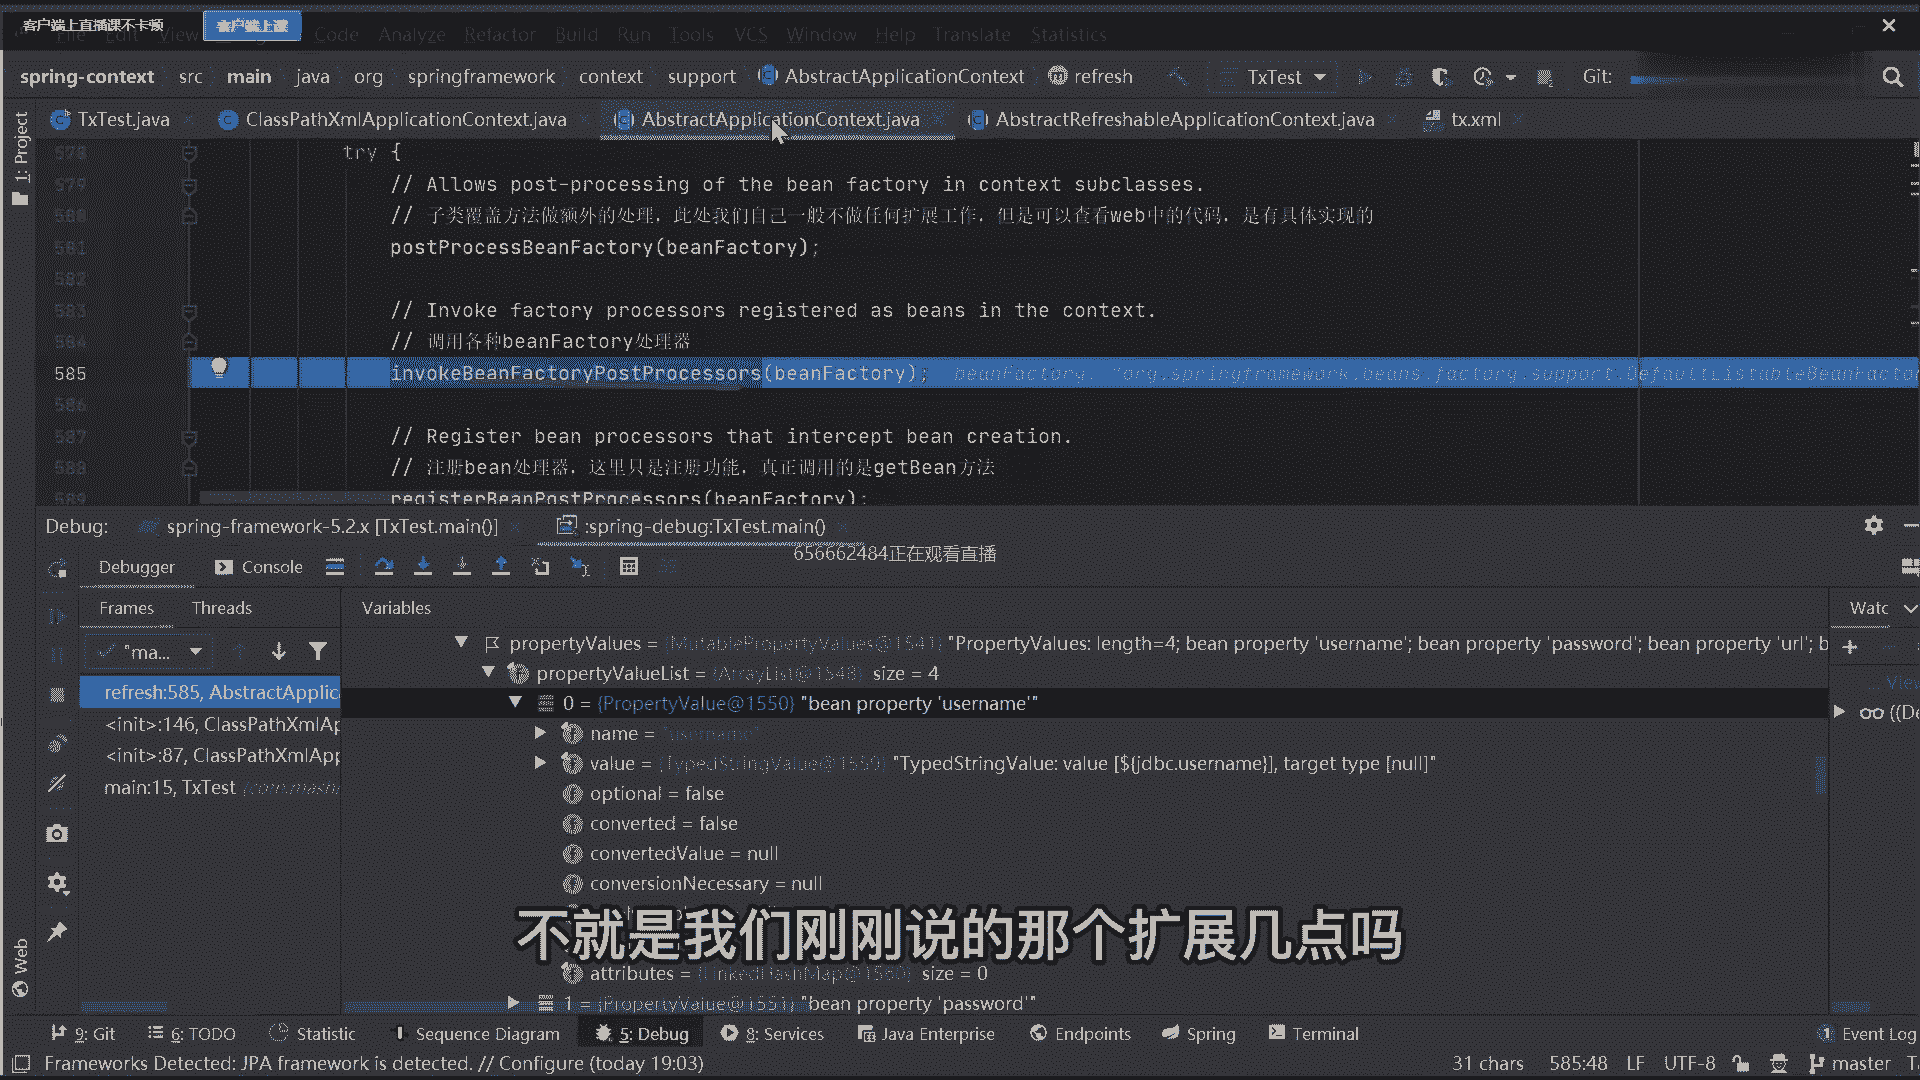 客户端上直播课不卡顿 客户端上课
File Edit View Code Analyze Refactor Build Run Tools VCS Window Help Translate Statistics
spring-context src main java org springframework context support AbstractApplicationContext refresh TxTest Git:
1: Project
TxTest.java ClassPathXmlApplicationContext.java AbstractApplicationContext.java AbstractRefreshableApplicationContext.java tx.xml
578 try {
579 // Allows post-processing of the bean factory in context subclasses.
580 // 子类覆盖方法做额外的处理，此处我们自己一般不做任何扩展工作，但是可以查看web中的代码，是有具体实现的
581 postProcessBeanFactory(beanFactory);
582
583 // Invoke factory processors registered as beans in the context.
584 // 调用各种beanFactory处理器
585 invokeBeanFactoryPostProcessors(beanFactory); beanFactory: "org.springframework.beans.factory.support.DefaultListableBeanFactor
586
587 // Register bean processors that intercept bean creation.
588 // 注册bean处理器，这里只是注册功能，真正调用的是getBean方法
589 registerBeanPostProcessors(beanFactory);
Debug: spring-framework-5.2.x [TxTest.main()] :spring-debug:TxTest.main()
656662484正在观看直播
Debugger Console
Frames Threads Variables Watc
"ma...
refresh:585, AbstractApplica
<init>:146, ClassPathXmlAp
<init>:87, ClassPathXmlApp
main:15, TxTest (com.mash
propertyValues = {MutablePropertyValues@1541} "PropertyValues: length=4; bean property 'username'; bean property 'password'; bean property 'url'; b
propertyValueList = {ArrayList@1548} size = 4
0 = {PropertyValue@1550} "bean property 'username'"
name = "username"
value = {TypedStringValue@1559} "TypedStringValue: value [${jdbc.username}], target type [null]"
optional = false
converted = false
convertedValue = null
conversionNecessary = null
attributes = {LinkedHashMap@1560} size = 0
1 = {PropertyValue@1551} "bean property 'password'"
View
((De
不就是我们刚刚说的那个扩展几点吗
Web
9: Git 6: TODO Statistic Sequence Diagram 5: Debug 8: Services Java Enterprise Endpoints Spring Terminal 1 Event Log
Frameworks Detected: JPA framework is detected. // Configure (today 19:03) 31 chars 585:48 LF UTF-8 master